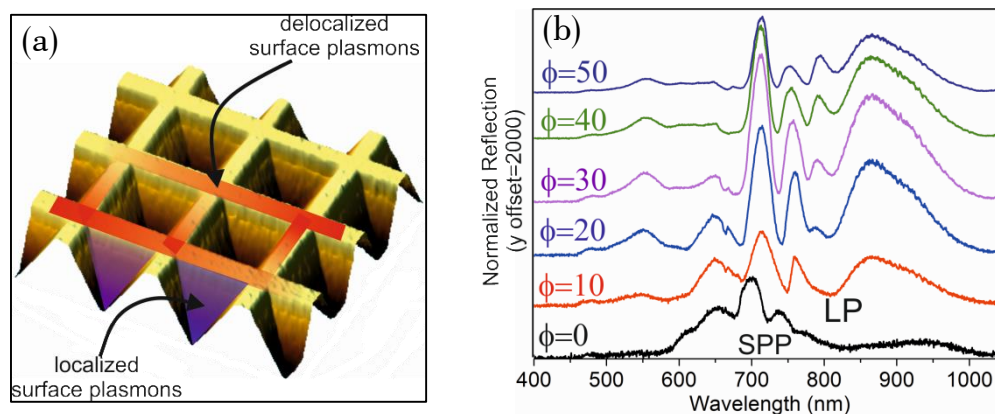 (a)
delocalized
surface plasmons
localized
surface plasmons
(b)
Normalized Reflection
(y offset=2000)
ϕ=50
ϕ=40
ϕ=30
ϕ=20
ϕ=10
ϕ=0
LP
SPP
400 500 600 700 800 900 1000
Wavelength (nm)